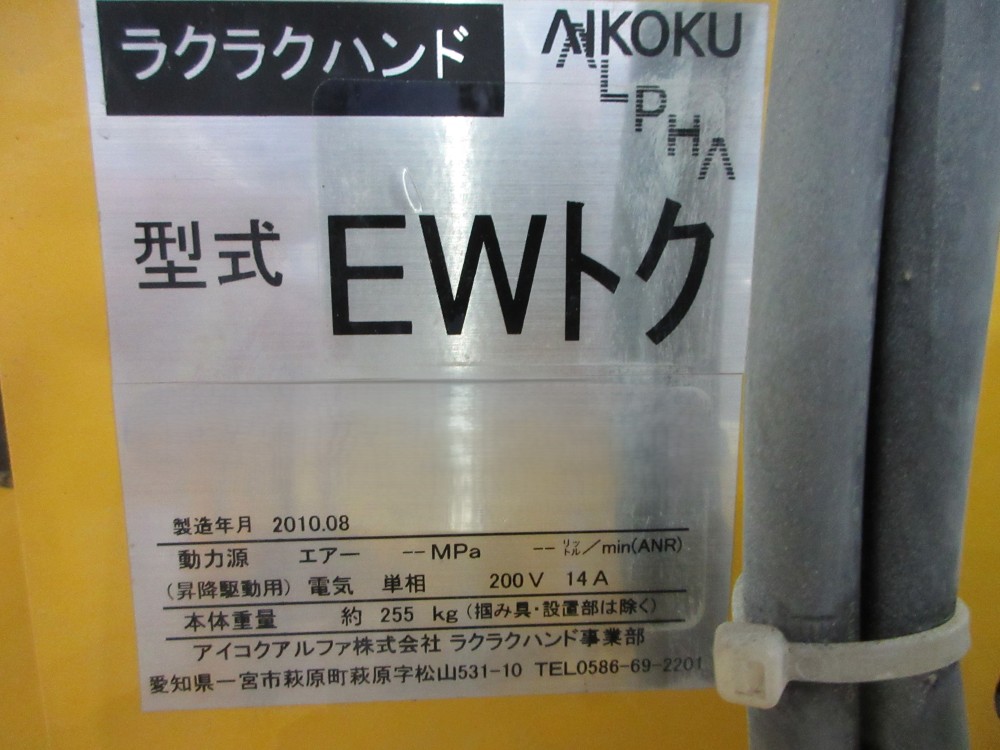 ラクラクハンド
AIKOKU
ALPHA
型式 EWトク
製造年月 2010.08
動力源 エアー --MPa --㍑/min(ANR)
(昇降駆動用) 電気 単相 200V 14A
本体重量 約 255 kg (掴み具・設置部は除く)
アイコクアルファ株式会社 ラクラクハンド事業部
愛知県一宮市萩原町萩原字松山531-10 TEL0586-69-2201